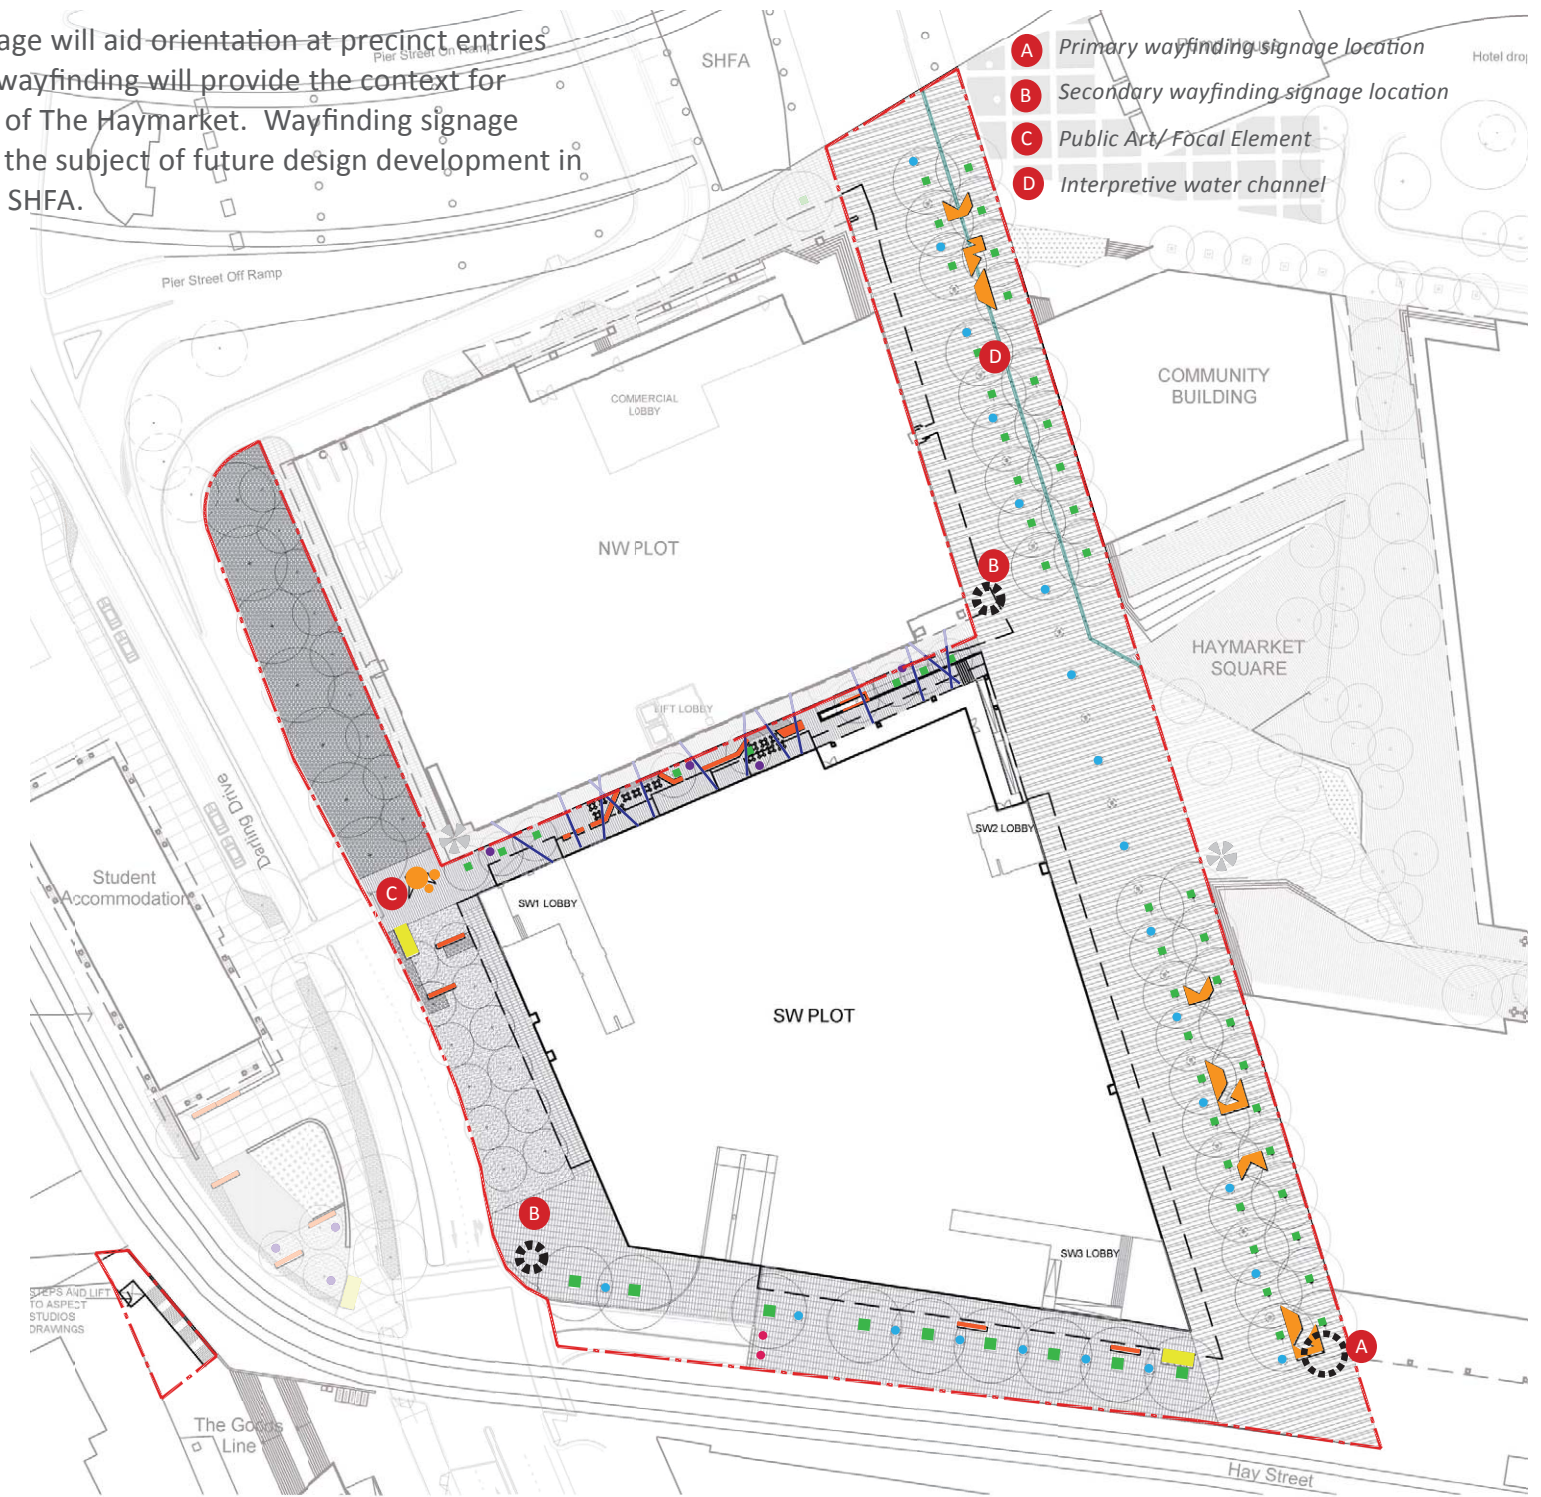 age will aid orientation at precinct entries
wayfinding will provide the context for
of The Haymarket. Wayfinding signage
the subject of future design development in
SHFA.
Pier Street On Ramp
SHFA
Hotel drop
A Primary wayfinding signage location
B Secondary wayfinding signage location
C Public Art/ Focal Element
D Interpretive water channel
Pier Street Off Ramp
D
COMMERCIAL
LOBBY
COMMUNITY
BUILDING
NW PLOT
B
HAYMARKET
SQUARE
LIFT LOBBY
Darling Drive
SW2 LOBBY
Student
Accommodation
C
SW1 LOBBY
SW PLOT
B
SW3 LOBBY
STEPS AND LIFT
TO ASPECT
STUDIOS
DRAWINGS
A
The Goods
Line
Hay Street